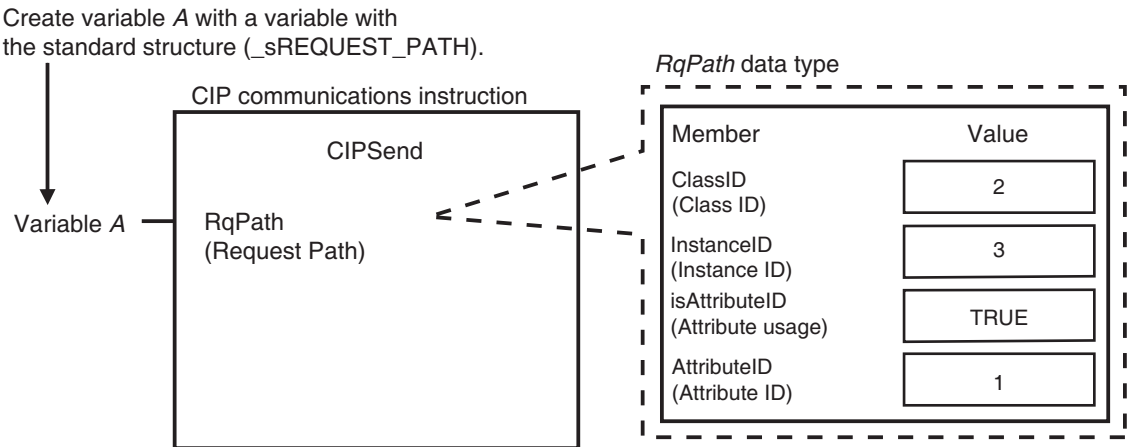 Create variable A with a variable with
the standard structure (_sREQUEST_PATH).
RqPath data type
CIP communications instruction
CIPSend
Variable A
RqPath
(Request Path)
Member Value
ClassID
(Class ID)
2
InstanceID
(Instance ID)
3
isAttributeID
(Attribute usage)
TRUE
AttributeID
(Attribute ID)
1